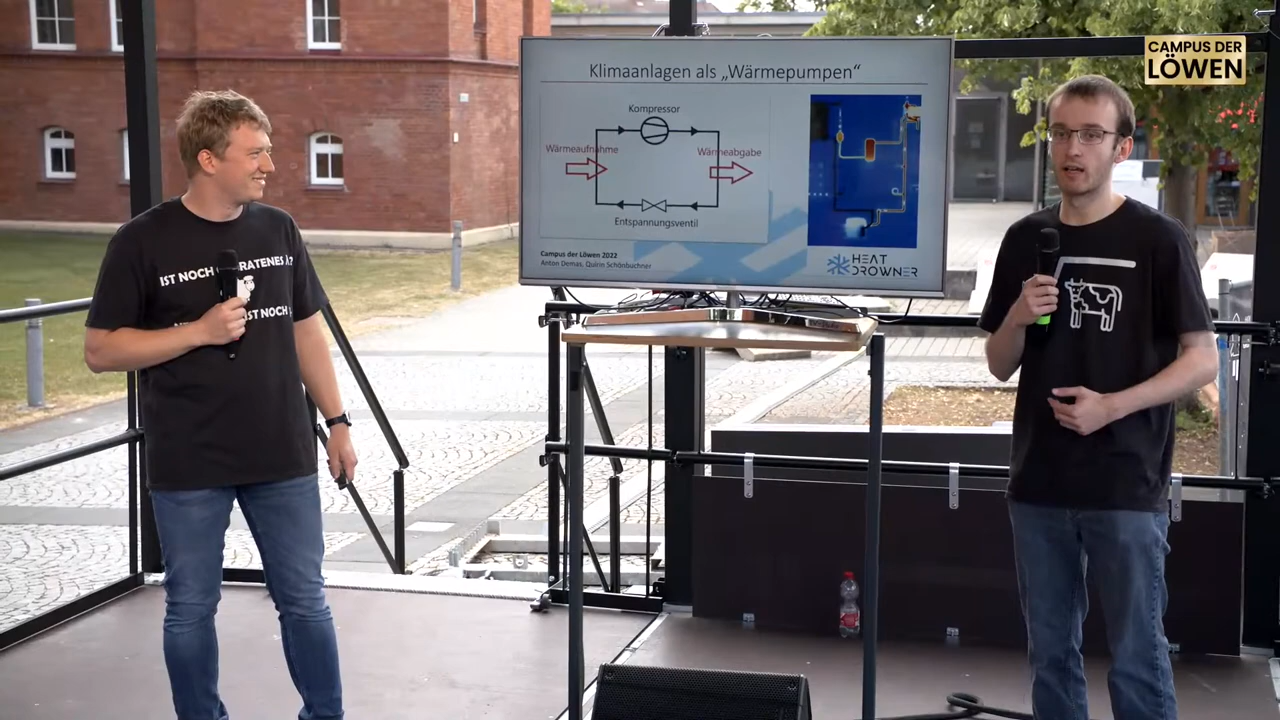 CAMPUS DER
LÖWEN
Klimaanlagen als „Wärmepumpen“
Kompressor
Wärmeaufnahme
Wärmeabgabe
Entspannungsventil
Campus der Löwen 2022
Anton Demas, Quirin Schönbuchner
HEAT
DROWNER
IST NOCH
IST NOCH